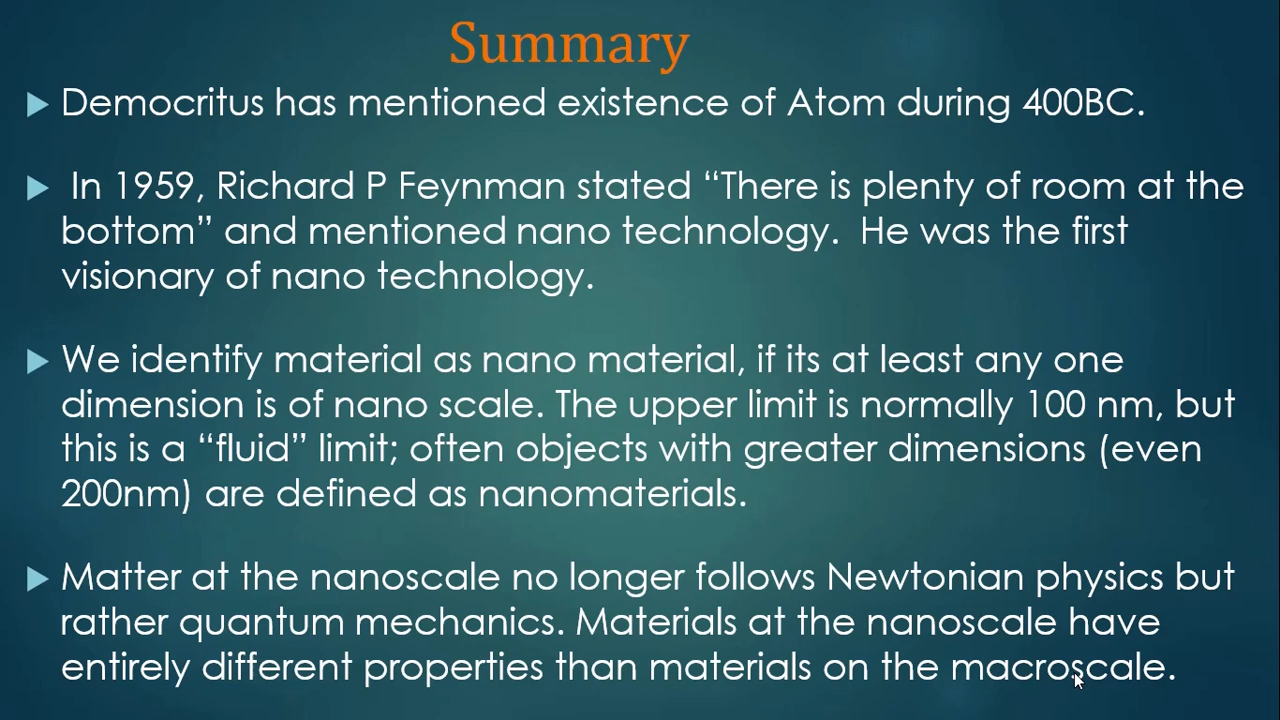 Summary
Democritus has mentioned existence of Atom during 400BC.
In 1959, Richard P Feynman stated “There is plenty of room at the
bottom” and mentioned nano technology.  He was the first
visionary of nano technology.
We identify material as nano material, if its at least any one
dimension is of nano scale. The upper limit is normally 100 nm, but
this is a “fluid” limit; often objects with greater dimensions (even
200nm) are defined as nanomaterials.
Matter at the nanoscale no longer follows Newtonian physics but
rather quantum mechanics. Materials at the nanoscale have
entirely different properties than materials on the macroscale.